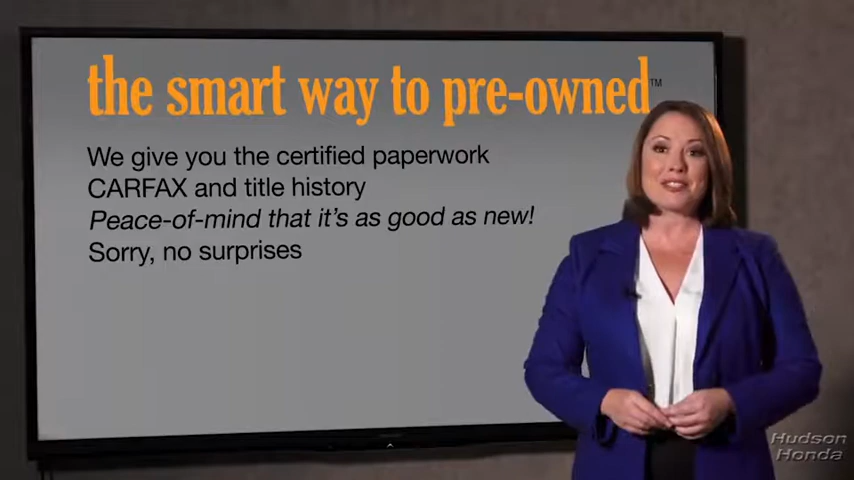 the smart way to pre-owned™
We give you the certified paperwork
CARFAX and title history
Peace-of-mind that it's as good as new!
Sorry, no surprises
Hudson
Honda